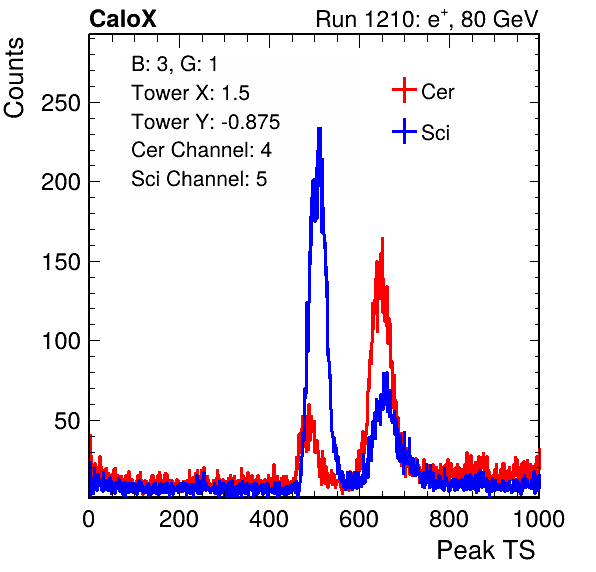 CaloX
Run 1210: e+, 80 GeV
Counts
B: 3, G: 1
Tower X: 1.5
Tower Y: -0.875
Cer Channel: 4
Sci Channel: 5
Cer
Sci
250
200
150
100
50
0 200 400 600 800 1000
Peak TS